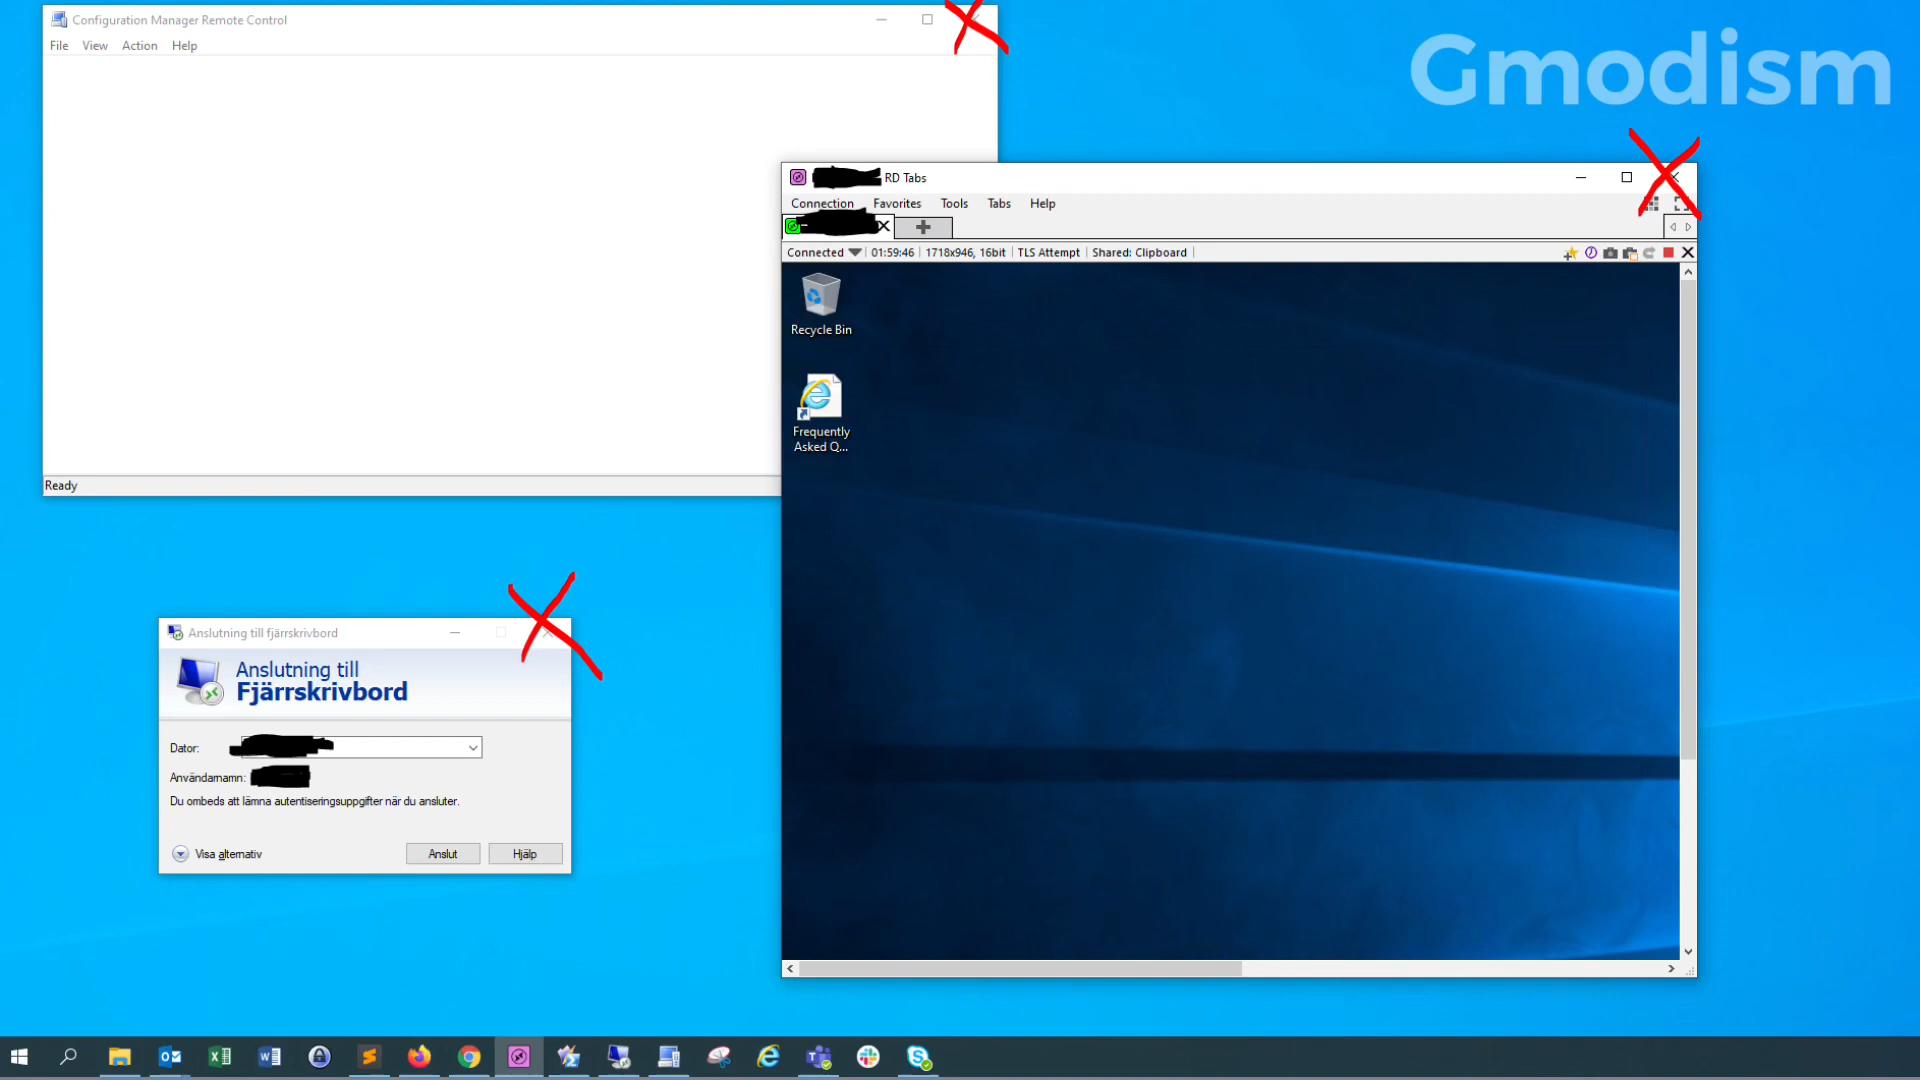 Configuration Manager Remote Control
File View Action Help
Gmodism
RD Tabs
Connection Favorites Tools Tabs Help
Connected 01:59:46 1718x946, 16bit TLS Attempt Shared: Clipboard
Recycle Bin
Frequently
Asked Q...
Ready
Anslutning till fjärrskrivbord
Anslutning till
Fjärrskrivbord
Dator:
Användarnamn:
Du ombeds att lämna autentiseringsuppgifter när du ansluter.
Visa alternativ Anslut Hjälp